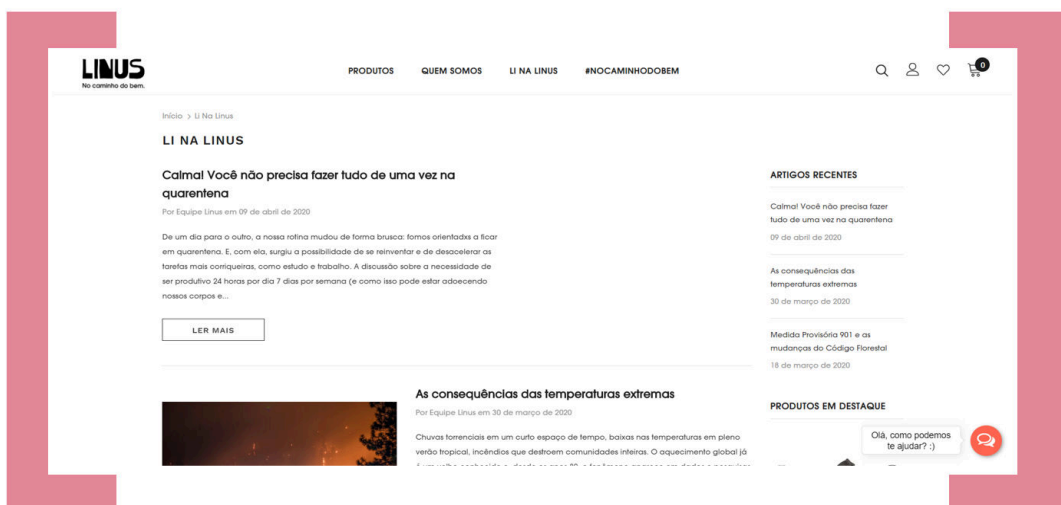 LINUS
No caminho do bem.
PRODUTOS QUEM SOMOS LI NA LINUS #NOCAMINHODOBEM
0
Início > Li Na Linus
LI NA LINUS
Calma! Você não precisa fazer tudo de uma vez na
quarentena
Por Equipe Linus em 09 de abril de 2020
De um dia para o outro, a nossa rotina mudou de forma brusca: fomos orientadxs a ficar
em quarentena. E, com ela, surgiu a possibilidade de se reinventar e de desacelerar as
tarefas mais corriqueiras, como estudo e trabalho. A discussão sobre a necessidade de
ser produtivo 24 horas por dia 7 dias por semana (e como isso pode estar adoecendo
nossos corpos e...
LER MAIS
As consequências das temperaturas extremas
Por Equipe Linus em 30 de março de 2020
Chuvas torrenciais em um curto espaço de tempo, baixas nas temperaturas em pleno
verão tropical, incêndios que destroem comunidades inteiras. O aquecimento global já
ARTIGOS RECENTES
Calma! Você não precisa fazer
tudo de uma vez na quarentena
09 de abril de 2020
As consequências das
temperaturas extremas
30 de março de 2020
Medida Provisória 901 e as
mudanças do Código Florestal
18 de março de 2020
PRODUTOS EM DESTAQUE
Olá, como podemos
te ajudar? :)